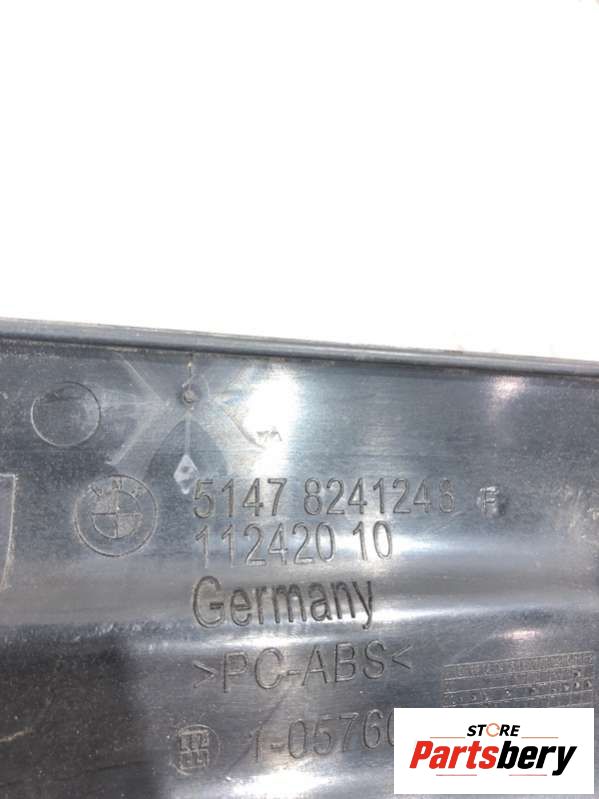 5147 8241248 F
112420 10
Germany
>PC-ABS<
STORE
Partsbery